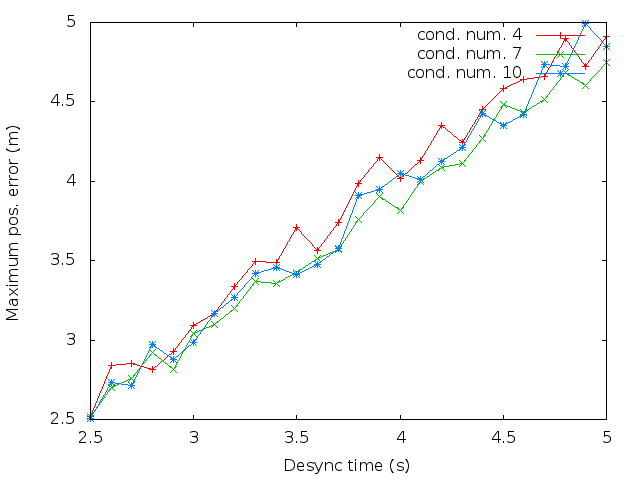 5
cond. num. 4
cond. num. 7
cond. num. 10
4.5
4
3.5
3
2.5
Maximum pos. error (m)
2.5 3 3.5 4 4.5 5
Desync time (s)